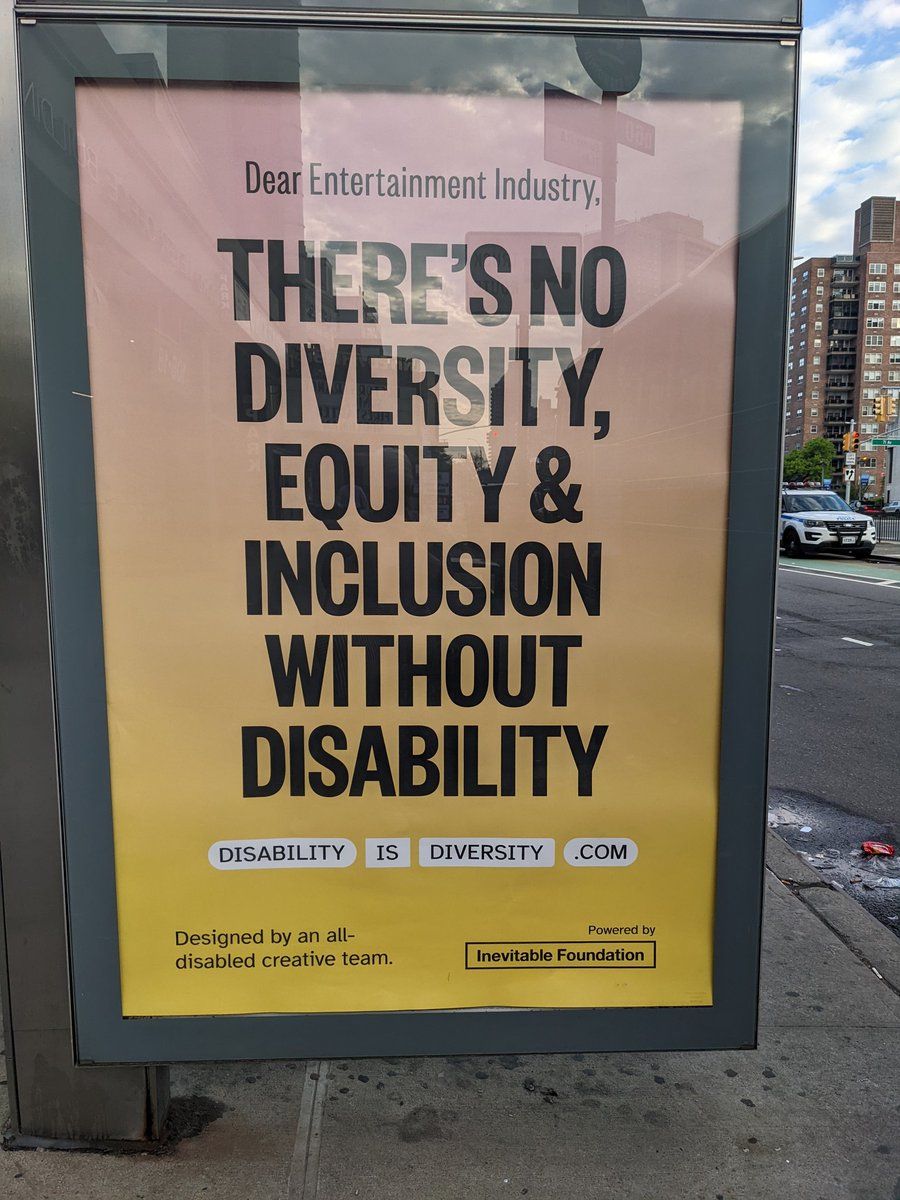 Dear Entertainment Industry,
THERE'S NO
DIVERSITY,
EQUITY &
INCLUSION
WITHOUT
DISABILITY
DISABILITY IS DIVERSITY .COM
Designed by an all-
disabled creative team.
Powered by
Inevitable Foundation